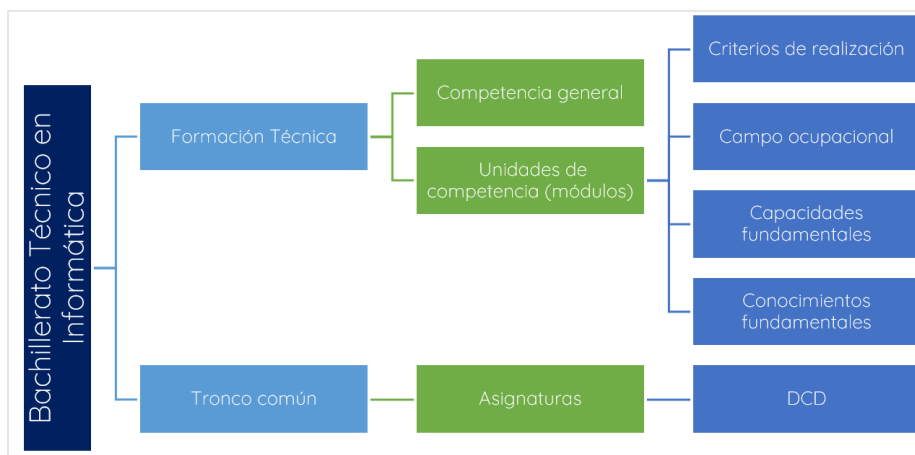 Bachillerato Técnico en
Informática
Formación Técnica
Competencia general
Unidades de
competencia (módulos)
Criterios de realización
Campo ocupacional
Capacidades
fundamentales
Conocimientos
fundamentales
Tronco común
Asignaturas
DCD